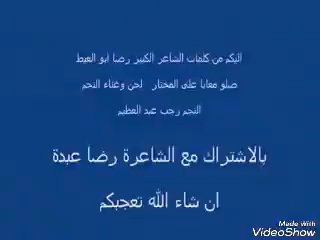 اليكم من كلمات الشاعر الكبير رضا ابو الغيط
صلو معانا على المختار لحن وغناء النجم
النجم رجب عبد العظيم
بالاشتراك مع الشاعرة رضا عبدة
ان شاء الله تعجبكم
Made With
VideoShow